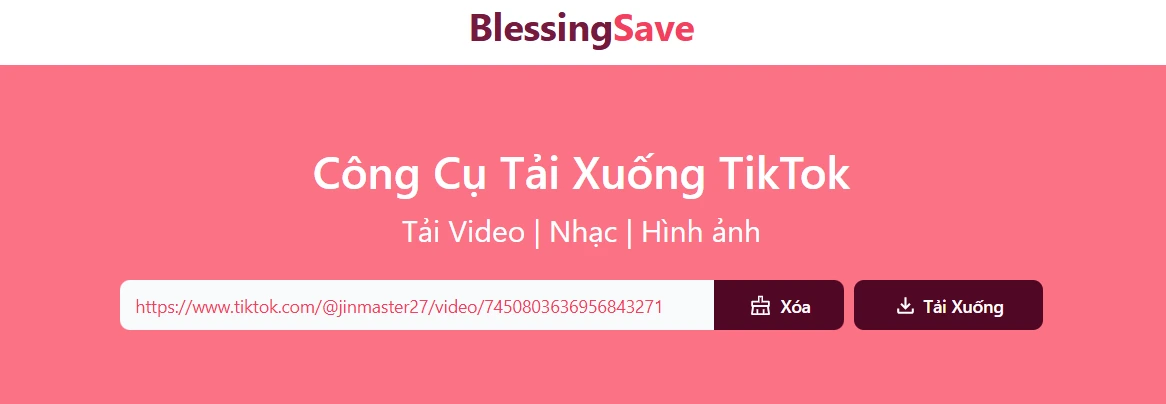 BlessingSave
Công Cụ Tải Xuống TikTok
Tải Video | Nhạc | Hình ảnh
https://www.tiktok.com/@jinmaster27/video/7450803636956843271 Xóa Tải Xuống